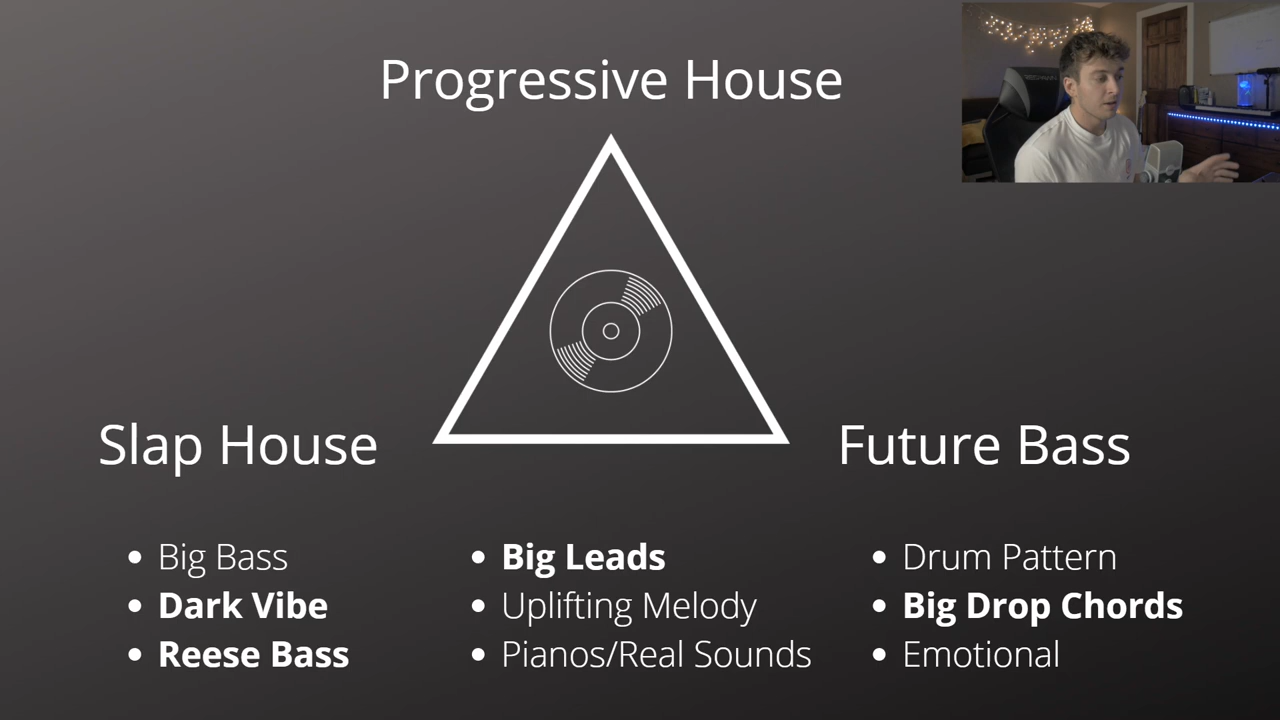 Progressive House
Slap House
Future Bass
Big Bass
Dark Vibe
Reese Bass
Big Leads
Uplifting Melody
Pianos/Real Sounds
Drum Pattern
Big Drop Chords
Emotional